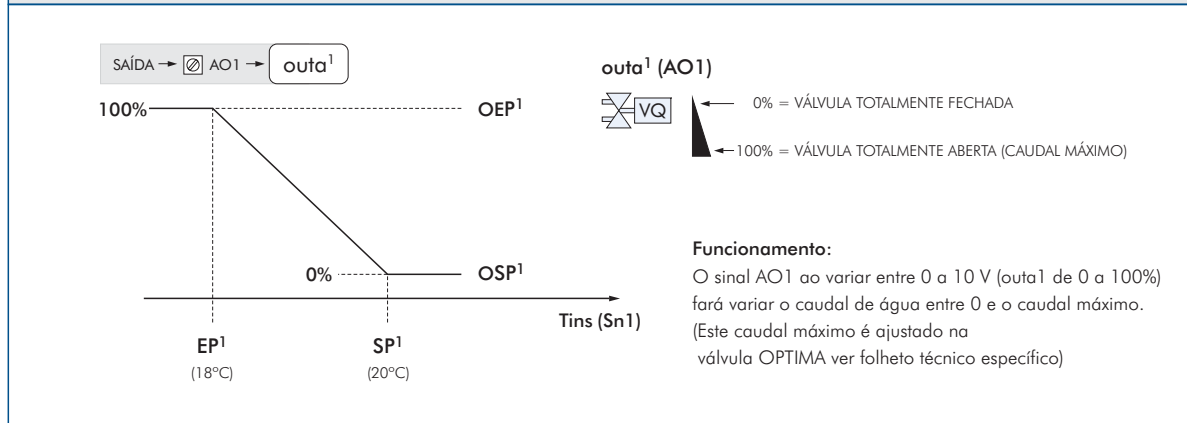 SAÍDA → AO1 → outa¹
100%
OEP¹
0%
OSP¹
Tins (Sn1)
EP¹
SP¹
(18ºC)
(20ºC)
outa¹ (AO1)
VQ
0% = VÁLVULA TOTALMENTE FECHADA
100% = VÁLVULA TOTALMENTE ABERTA (CAUDAL MÁXIMO)
Funcionamento:
O sinal AO1 ao variar entre 0 a 10 V (outa1 de 0 a 100%)
fará variar o caudal de água entre 0 e o caudal máximo.
(Este caudal máximo é ajustado na
válvula OPTIMA ver folheto técnico específico)